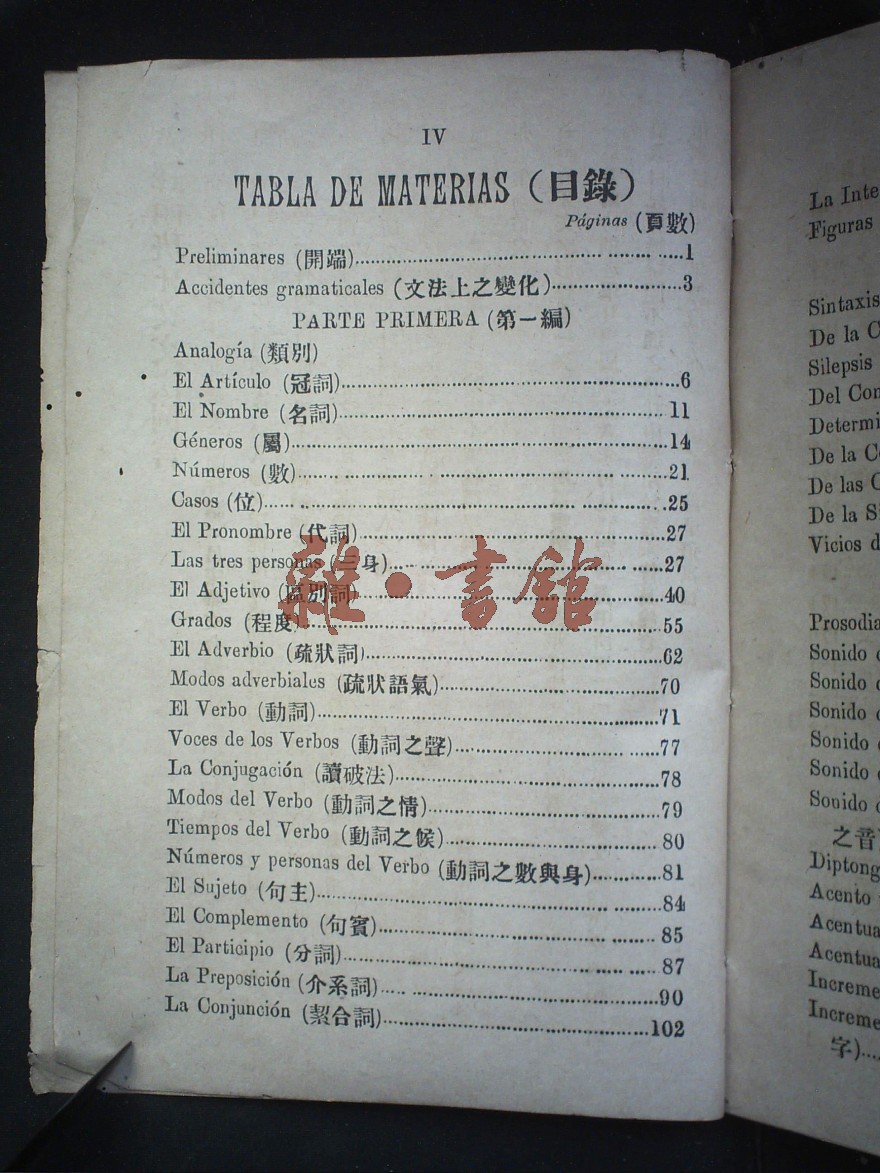 IV
TABLA DE MATERIAS (目錄)
Páginas (頁數)
Preliminares (開端)........................................1
Accidentes gramaticales (文法上之變化)....................3
PARTE PRIMERA (第一編)
Analogía (類別)
El Artículo (冠詞)........................................6
El Nombre (名詞)........................................11
Géneros (屬)........................................14
Números (數)........................................21
Casos (位)........................................25
El Pronombre (代詞)........................................27
Las tres personas (三身)........................................27
El Adjetivo (區別詞)........................................40
Grados (程度)........................................55
El Adverbio (疏狀詞)........................................62
Modos adverbiales (疏狀語氣)..............................70
El Verbo (動詞)........................................71
Voces de los Verbos (動詞之聲)..............................77
La Conjugación (讀破法)..............................78
Modos del Verbo (動詞之情)..............................79
Tiempos del Verbo (動詞之候)..............................80
Números y personas del Verbo (動詞之數與身)............81
El Sujeto (句主)........................................84
El Complemento (句賓)..............................85
El Participio (分詞)..............................87
La Preposición (介系詞)..............................90
La Conjunción (絜合詞)..............................102
雜·書館
La Inte
Figuras
Sintaxis
De la C
Silepsis
Del Con
Determi
De la Co
De las C
De la S
Vicios d
Prosodia
Sonido
Sonido
Sonido
Sonido
Sonido
Sonido
之音
Diptong
Acento
Acentua
Acentua
Increme
Increme
字)....